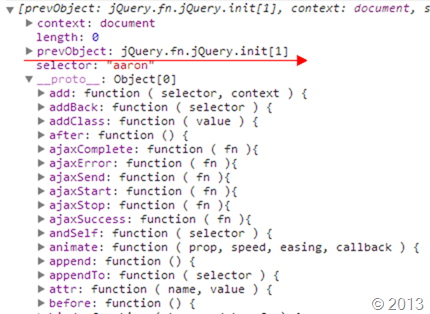 [prevObject: jQuery.fn.jQuery.init[1], context: document, s
context: document
length: 0
prevObject: jQuery.fn.jQuery.init[1]
selector: "aaron"
__proto__: Object[0]
add: function ( selector, context ) {
addBack: function ( selector ) {
addClass: function ( value ) {
after: function () {
ajaxComplete: function ( fn ){
ajaxError: function ( fn ){
ajaxSend: function ( fn ){
ajaxStart: function ( fn ){
ajaxStop: function ( fn ){
ajaxSuccess: function ( fn ){
andSelf: function ( selector ) {
animate: function ( prop, speed, easing, callback ) {
append: function () {
appendTo: function ( selector ) {
attr: function ( name, value ) {
before: function () {
© 2013